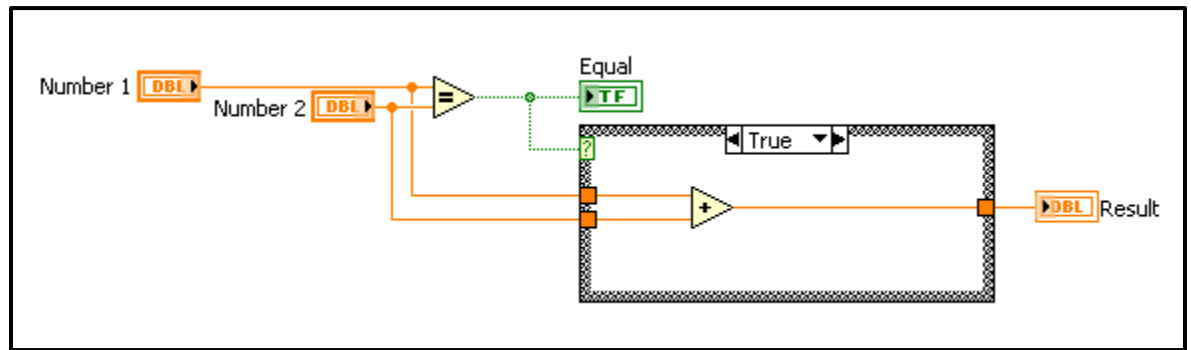 Number 1 DBL
Number 2 DBL
=
Equal
TF
?
True
+
DBL Result